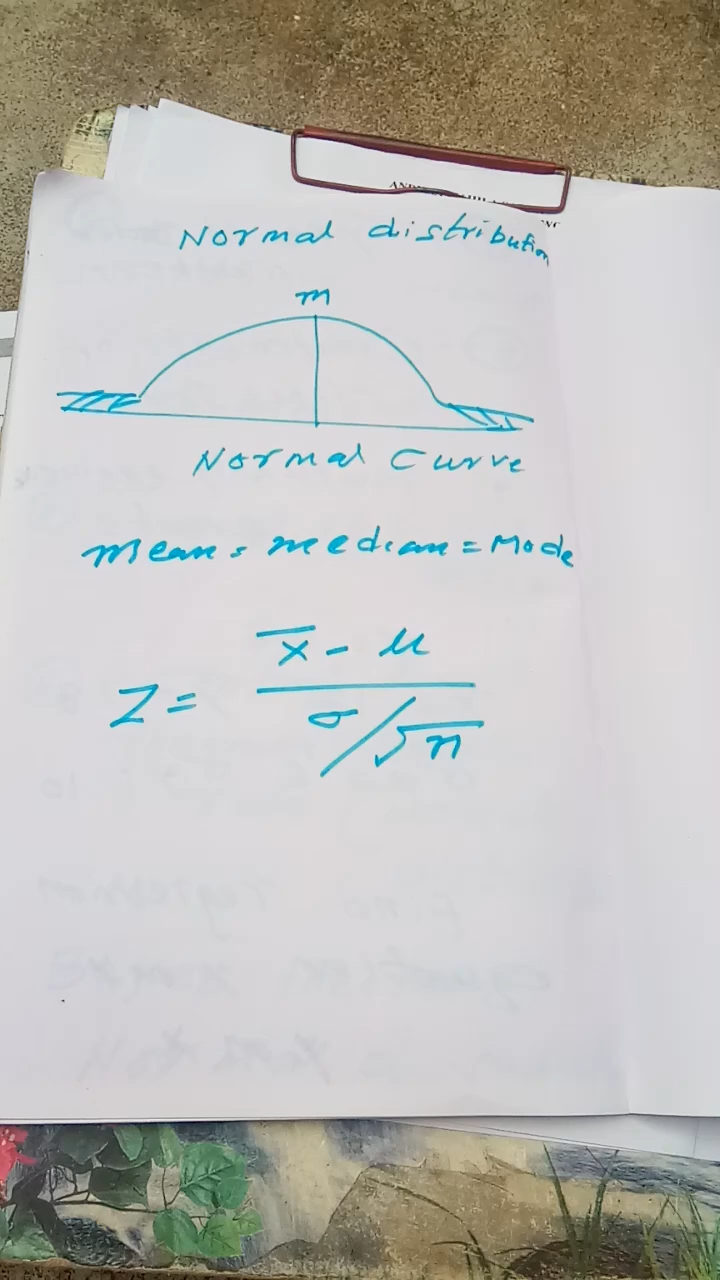 Normal distribution
m
Normal Curve
mean = median = Mode
Z = x̄ - μ / σ/√n